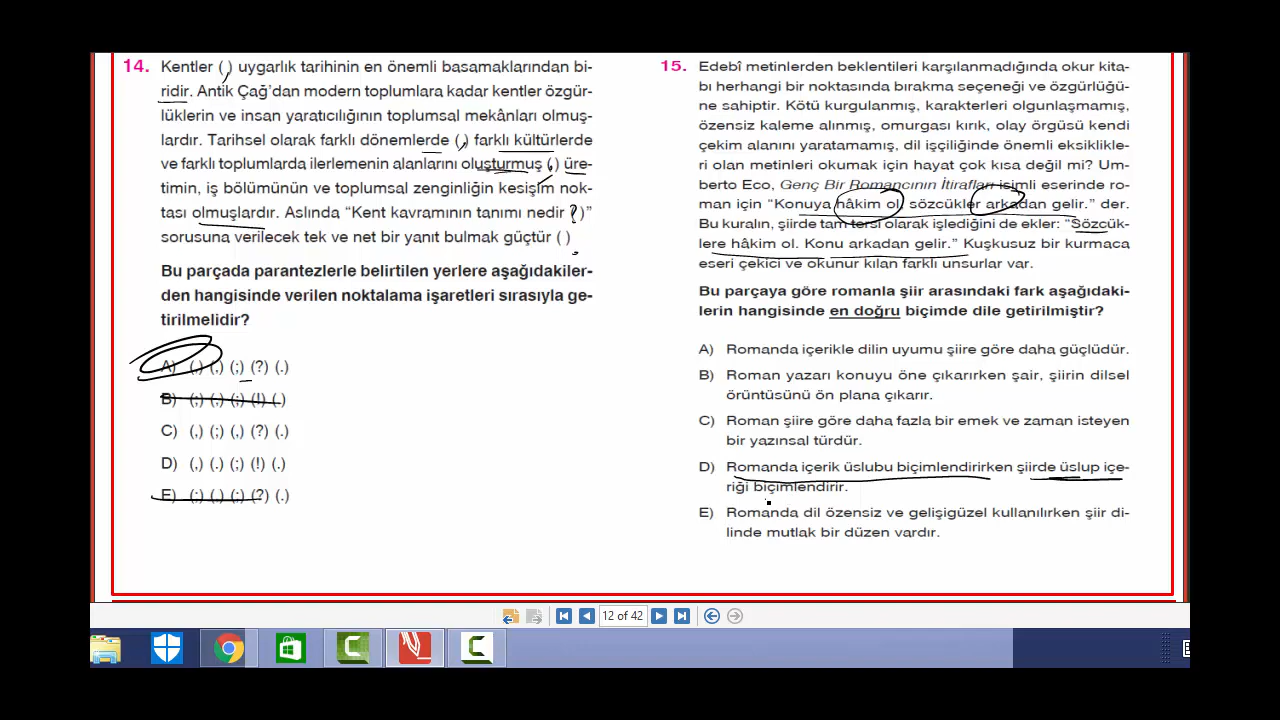 14. Kentler ( ) uygarlık tarihinin en önemli basamaklarından bi-
ridir. Antik Çağ’dan modern toplumlara kadar kentler özgür-
lüklerin ve insan yaratıcılığının toplumsal mekânları olmuş-
lardır. Tarihsel olarak farklı dönemlerde (,) farklı kültürlerde
ve farklı toplumlarda ilerlemenin alanlarını oluşturmuş (;) üre-
timin, iş bölümünün ve toplumsal zenginliğin kesişim nok-
tası olmuşlardır. Aslında “Kent kavramının tanımı nedir (?)”
sorusuna verilecek tek ve net bir yanıt bulmak güçtür ( ) .
Bu parçada parantezlerle belirtilen yerlere aşağıdakiler-
den hangisinde verilen noktalama işaretleri sırasıyla ge-
tirilmelidir?
A) (,) (,) (;) (?) (.)
B) (;) (,) (;) (!) (.)
C) (,) (;) (,) (?) (.)
D) (,) (.) (;) (!) (.)
E) (;) (,) (;) (?) (.)
15. Edebî metinlerden beklentileri karşılanmadığında okur kita-
bı herhangi bir noktasında bırakma seçeneği ve özgürlüğü-
ne sahiptir. Kötü kurgulanmış, karakterleri olgunlaşmamış,
özensiz kaleme alınmış, omurgası kırık, olay örgüsü kendi
çekim alanını yaratamamış, dil işçiliğinde önemli eksiklikle-
ri olan metinleri okumak için hayat çok kısa değil mi? Um-
berto Eco, Genç Bir Romancının İtirafları isimli eserinde ro-
man için “Konuya hâkim ol, sözcükler arkadan gelir.” der.
Bu kuralın, şiirde tam tersi olarak işlediğini de ekler: “Sözcük-
lere hâkim ol. Konu arkadan gelir.” Kuşkusuz bir kurmaca
eseri çekici ve okunur kılan farklı unsurlar var.
Bu parçaya göre romanla şiir arasındaki fark aşağıdaki-
lerin hangisinde en doğru biçimde dile getirilmiştir?
A) Romanda içerikle dilin uyumu şiire göre daha güçlüdür.
B) Roman yazarı konuyu öne çıkarırken şair, şiirin dilsel
örüntüsünü ön plana çıkarır.
C) Roman şiire göre daha fazla bir emek ve zaman isteyen
bir yazınsal türdür.
D) Romanda içerik üslubu biçimlendirirken şiirde üslup içe-
riği biçimlendirir.
E) Romanda dil özensiz ve gelişigüzel kullanılırken şiir di-
linde mutlak bir düzen vardır.
12 of 42